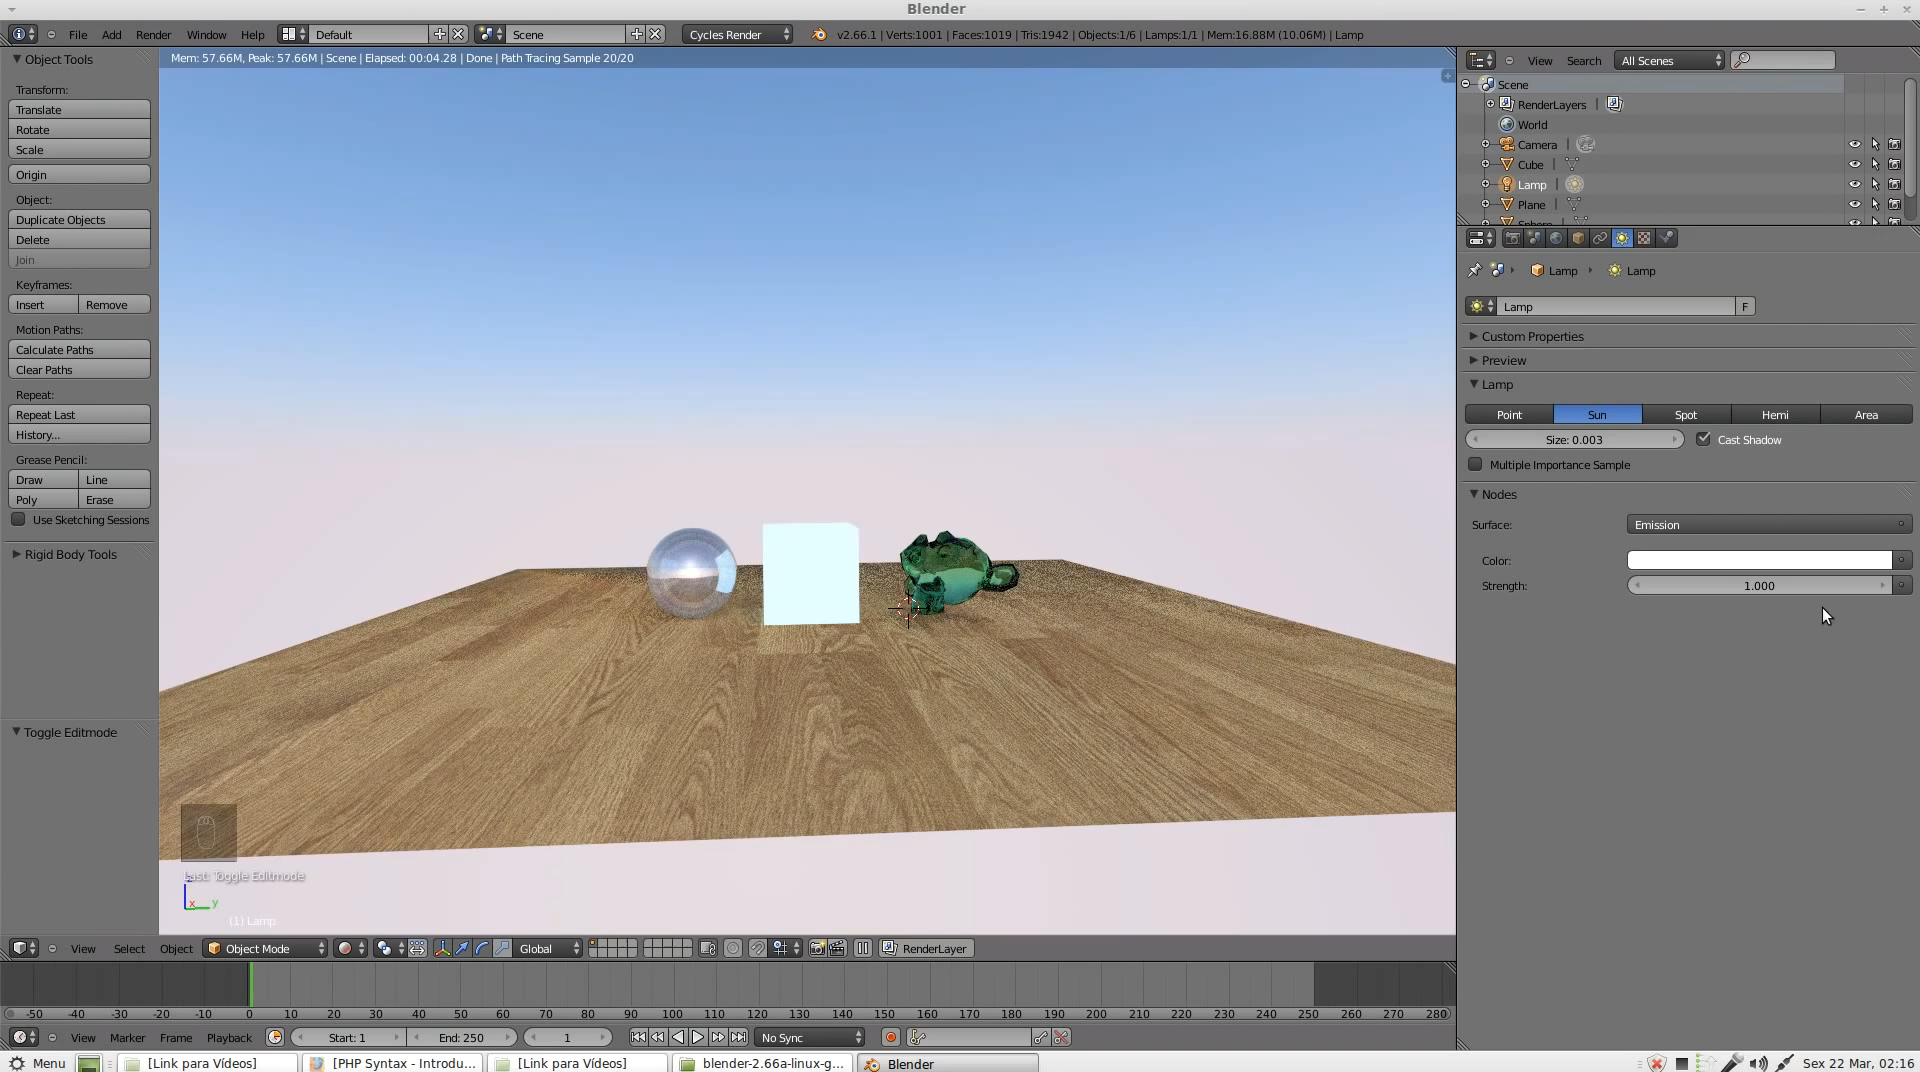 Blender
File Add Render Window Help Default Scene Cycles Render v2.66.1 | Verts:1001 | Faces:1019 | Tris:1942 | Objects:1/6 | Lamps:1/1 | Mem:16.88M (10.06M) | Lamp
Object Tools
Transform:
Translate
Rotate
Scale
Origin
Object:
Duplicate Objects
Delete
Join
Keyframes:
Insert Remove
Motion Paths:
Calculate Paths
Clear Paths
Repeat:
Repeat Last
History...
Grease Pencil:
Draw Line
Poly Erase
Use Sketching Sessions
Rigid Body Tools
Toggle Editmode
Mem: 57.66M, Peak: 57.66M | Scene | Elapsed: 00:04.28 | Done | Path Tracing Sample 20/20
Last: Toggle Editmode
z
x y
(1) Lamp
View Search All Scenes
Scene
RenderLayers |
World
Camera |
Cube |
Lamp |
Plane |
Sphere
Lamp Lamp
Lamp F
Custom Properties
Preview
Lamp
Point Sun Spot Hemi Area
Size: 0.003 Cast Shadow
Multiple Importance Sample
Nodes
Surface: Emission
Color:
Strength: 1.000
View Select Object Object Mode Global RenderLayer
-50 -40 -30 -20 -10 0 10 20 30 40 50 60 70 80 90 100 110 120 130 140 150 160 170 180 190 200 210 220 230 240 250 260 270 280
View Marker Frame Playback Start: 1 End: 250 1 No Sync
Menu [Link para Vídeos] [PHP Syntax - Introdu... [Link para Vídeos] blender-2.66a-linux-g... Blender Sex 22 Mar, 02:16